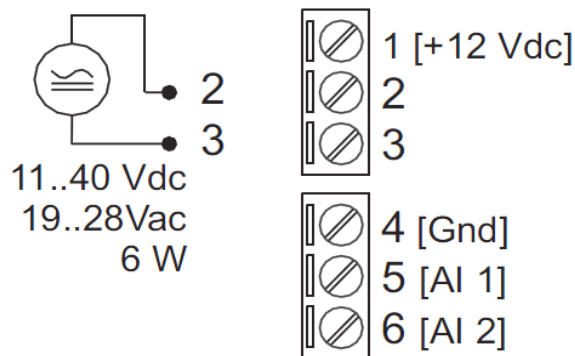 2
3
11..40 Vdc
19..28Vac
6 W
1 [+12 Vdc]
2
3
4 [Gnd]
5 [AI 1]
6 [AI 2]